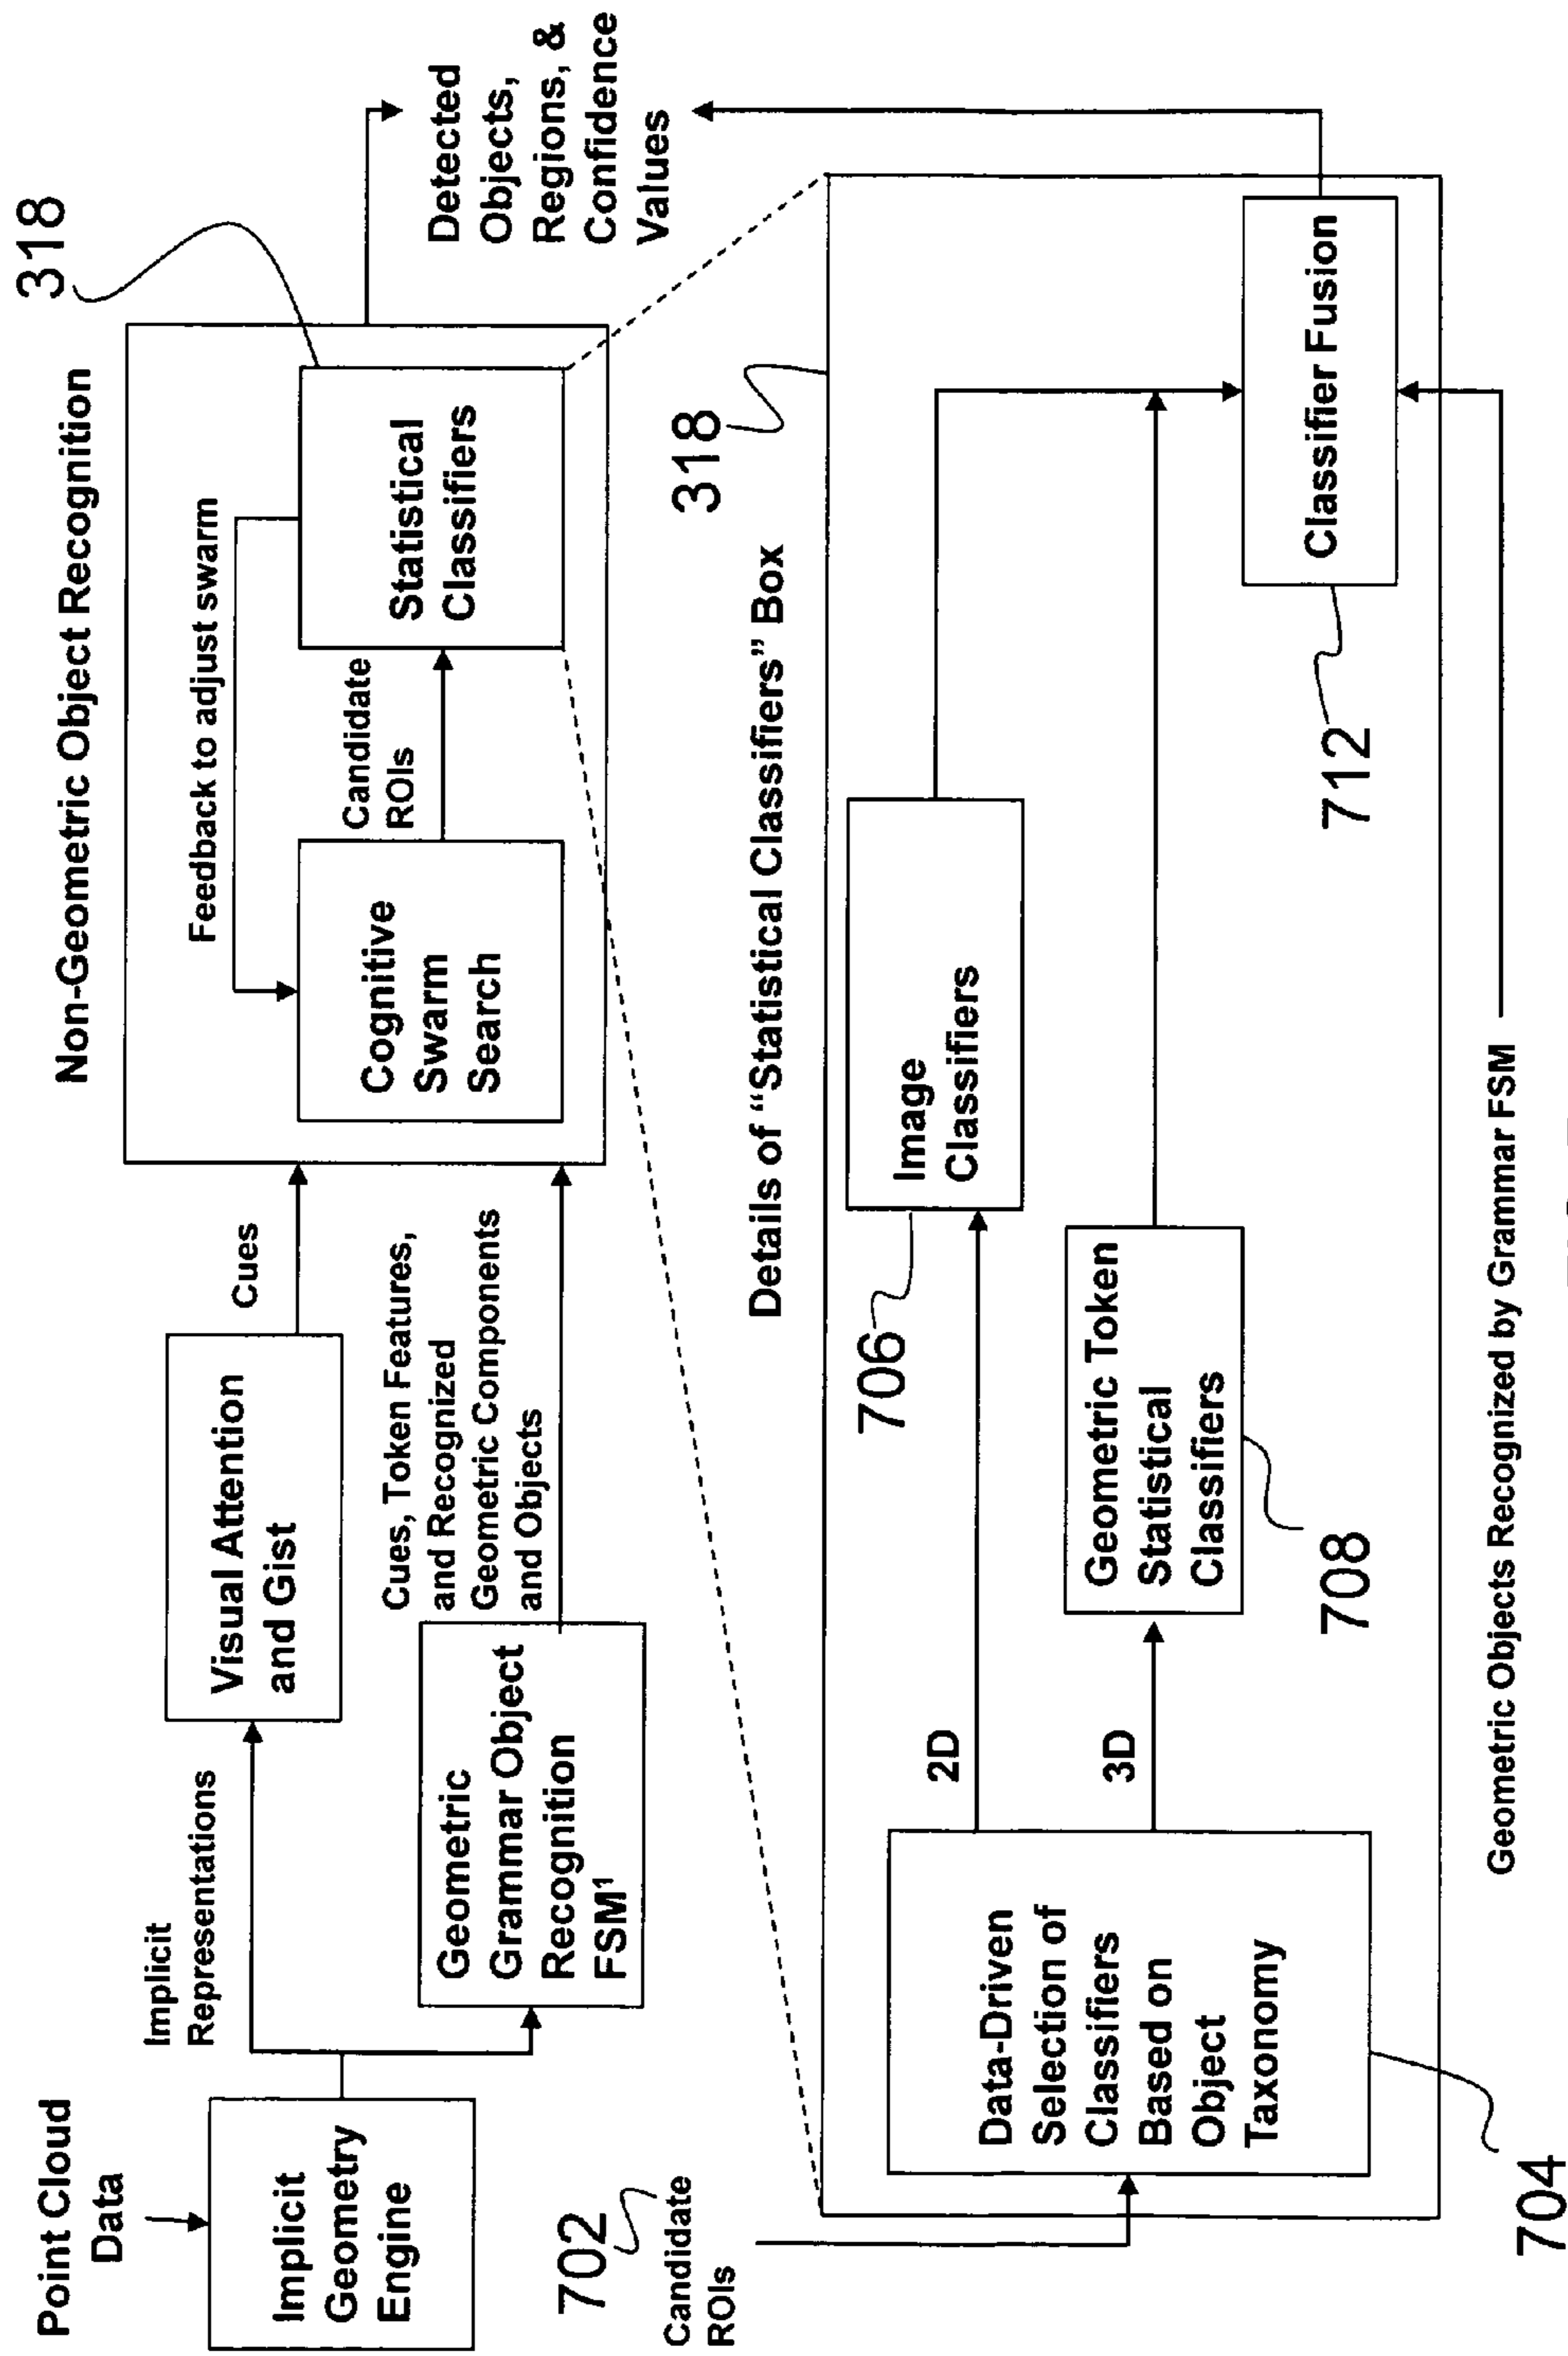 Point Cloud
Data
Implicit
Geometry
Engine
Implicit
Representations
Visual Attention
and Gist
Cues
Geometric
Grammar Object
Recognition
FSM¹
Cues, Token Features,
and Recognized
Geometric Components
and Objects
Non-Geometric Object Recognition
Feedback to adjust swarm
Cognitive
Swarm
Search
Candidate
ROIs
Statistical
Classifiers
318
Detected
Objects,
Regions, &
Confidence
Values
702
Candidate
ROIs
Details of “Statistical Classifiers” Box
318
Data-Driven
Selection of
Classifiers
Based on
Object
Taxonomy
704
2D
3D
706
Image
Classifiers
Geometric Token
Statistical
Classifiers
708
712
Classifier Fusion
Geometric Objects Recognized by Grammar FSM